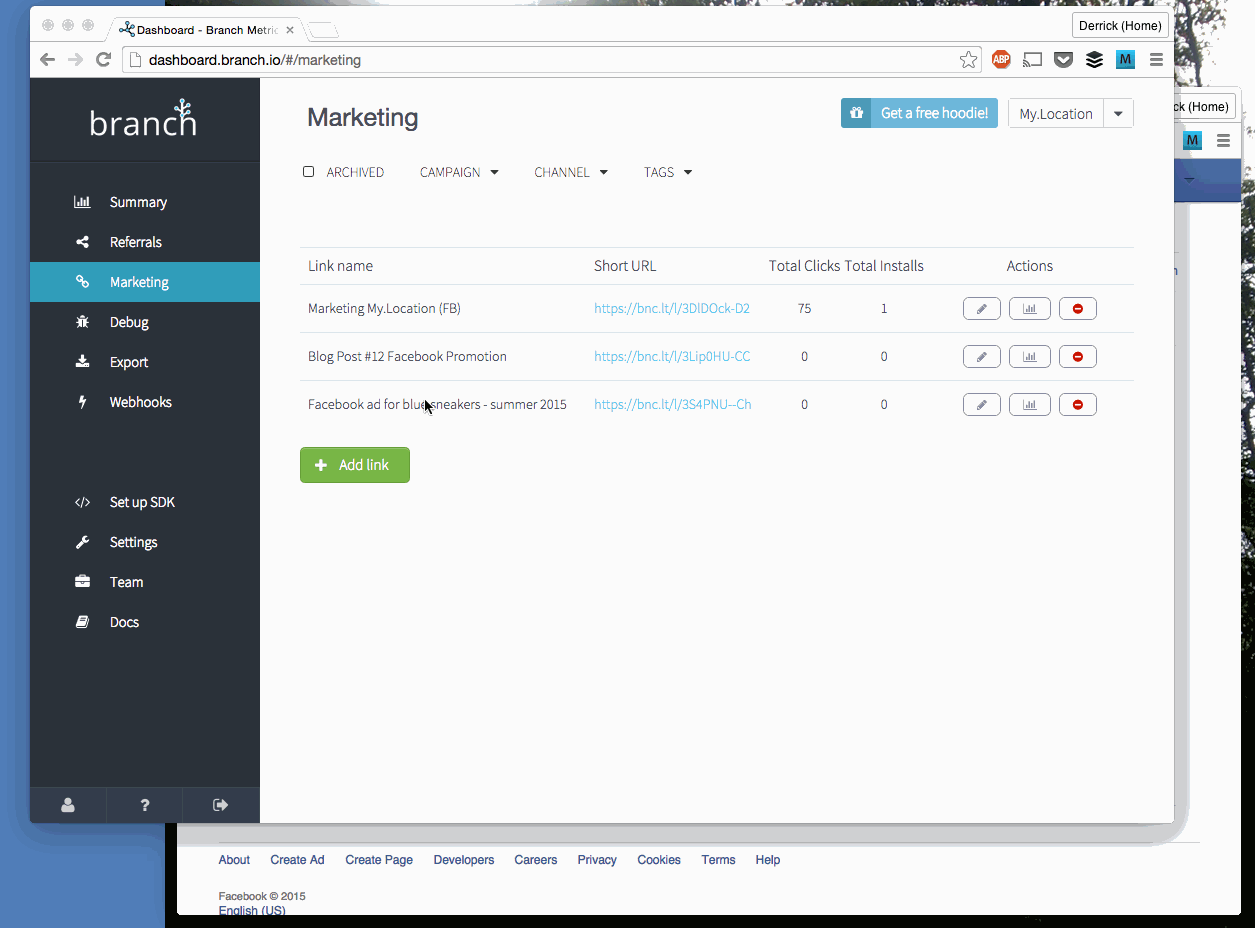 Dashboard - Branch Metric
Derrick (Home)
dashboard.branch.io/#/marketing
ABP
M
ck (Home)
M
branch
Marketing
Get a free hoodie!
My.Location
ARCHIVED
CAMPAIGN
CHANNEL
TAGS
Summary
Referrals
Marketing
Debug
Export
Webhooks
Set up SDK
Settings
Team
Docs
?
Link name Short URL Total Clicks Total Installs Actions
Marketing My.Location (FB) https://bnc.lt/l/3DlDOck-D2 75 1
Blog Post #12 Facebook Promotion https://bnc.lt/l/3Lip0HU-CC 0 0
Facebook ad for blue sneakers - summer 2015 https://bnc.lt/l/3S4PNU--Ch 0 0
Add link
About Create Ad Create Page Developers Careers Privacy Cookies Terms Help
Facebook © 2015
English (US)